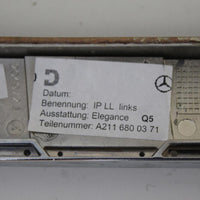 D
Datum:
Benennung: IP LL links
Ausstattung: Elegance Q5
Teilenummer: A211 680 03 71